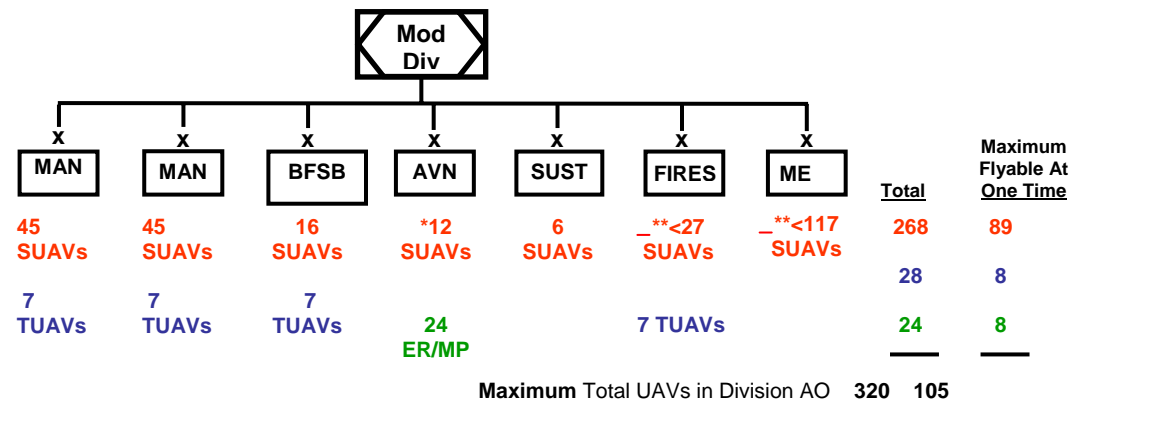 Mod
Div
x x x x x x x
MAN MAN BFSB AVN SUST FIRES ME
Maximum
Flyable At
Total One Time
45 45 16 *12 6 _**<27 _**<117 268 89
SUAVs SUAVs SUAVs SUAVs SUAVs SUAVs SUAVs
28 8
7 7 7
TUAVs TUAVs TUAVs 24 7 TUAVs 24 8
ER/MP
Maximum Total UAVs in Division AO 320 105